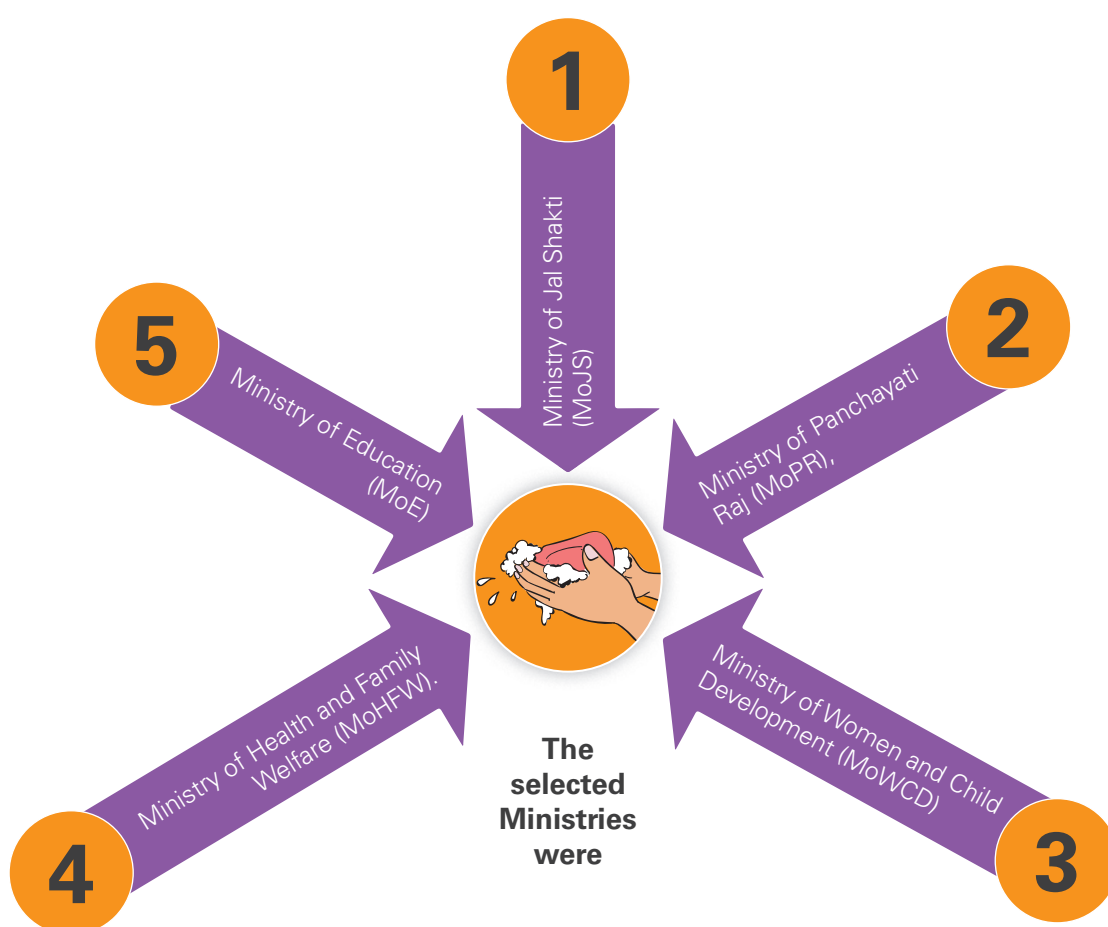 1
Ministry of Jal Shakti
(MoJS)
2
Ministry of Panchayati
Raj (MoPR),
3
Ministry of Women and Child
Development (MoWCD)
4
Ministry of Health and Family
Welfare (MoHFW).
5
Ministry of Education
(MoE)
The
selected
Ministries
were